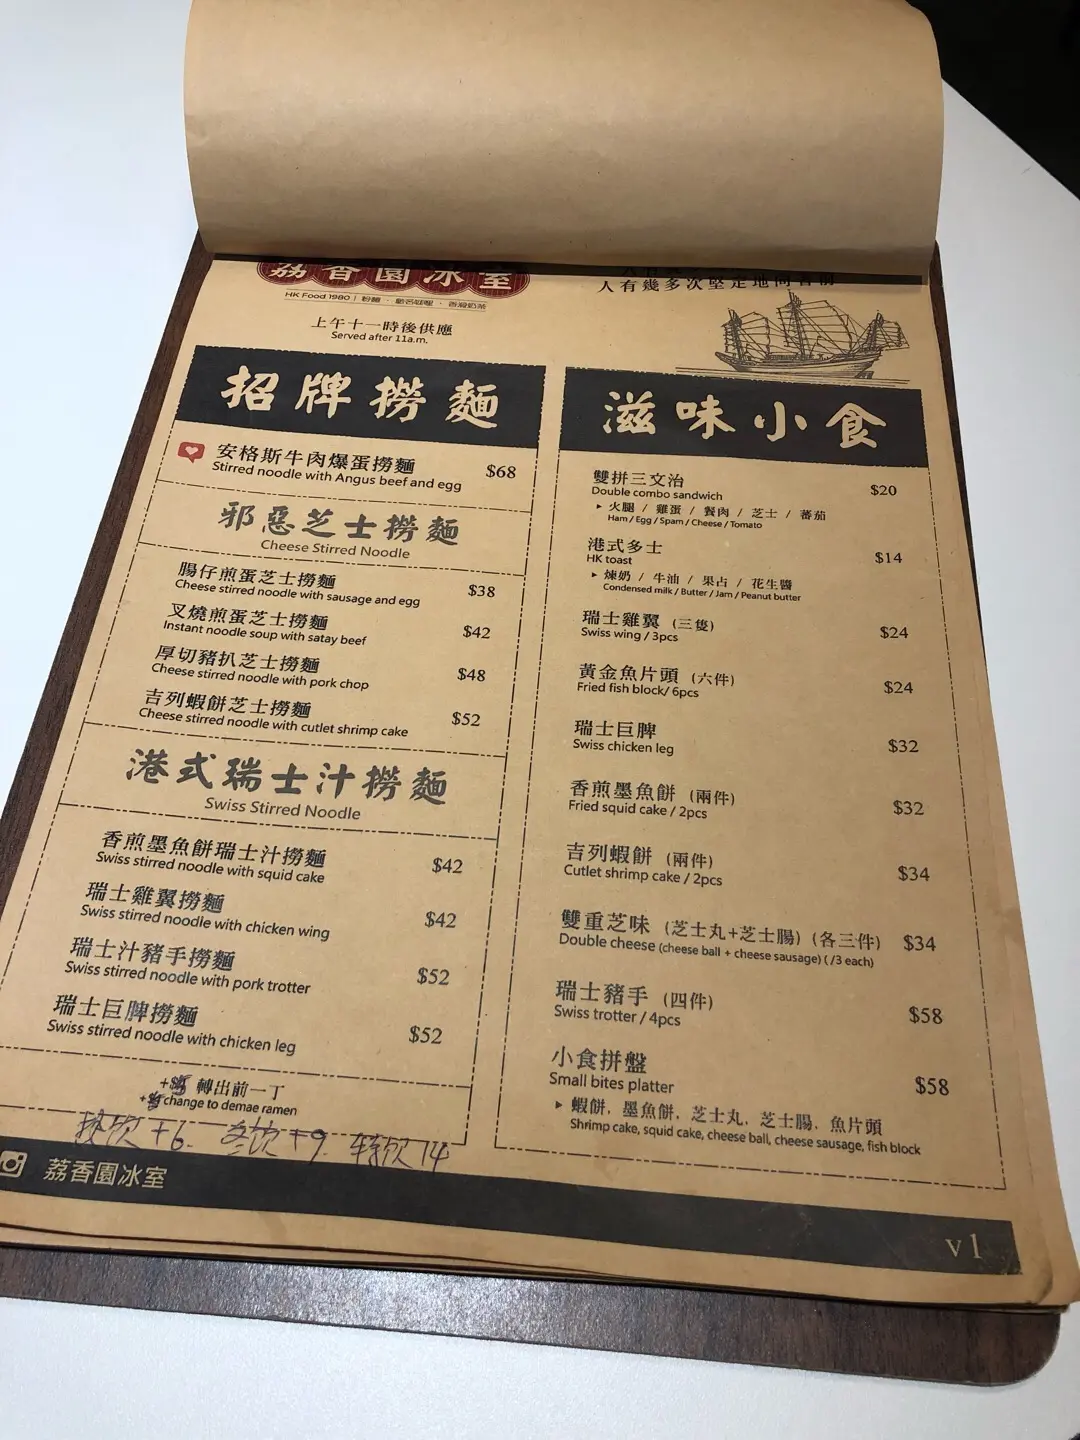 荔香園冰室
HK Food 1980
上午十一時後供應
Served after 11a.m.
人有幾多次堅定地向著前
招牌撈麵
安格斯牛肉爆蛋撈麵 $68
Stirred noodle with Angus beef and egg
邪惡芝士撈麵
Cheese Stirred Noodle
腸仔煎蛋芝士撈麵 $38
Cheese stirred noodle with sausage and egg
叉燒煎蛋芝士撈麵 $42
Instant noodle soup with satay beef
厚切豬扒芝士撈麵 $48
Cheese stirred noodle with pork chop
吉列蝦餅芝士撈麵 $52
Cheese stirred noodle with cutlet shrimp cake
港式瑞士汁撈麵
Swiss Stirred Noodle
香煎墨魚餅瑞士汁撈麵 $42
Swiss stirred noodle with squid cake
瑞士雞翼撈麵 $42
Swiss stirred noodle with chicken wing
瑞士汁豬手撈麵 $52
Swiss stirred noodle with pork trotter
瑞士巨脾撈麵 $52
Swiss stirred noodle with chicken leg
轉出前一丁
change to demae ramen
熱飲+6 冬飲+9 特飲14
荔香園冰室
滋味小食
雙拼三文治 $20
Double combo sandwich
▸ 火腿 / 雞蛋 / 餐肉 / 芝士 / 蕃茄
Ham / Egg / Spam / Cheese / Tomato
港式多士 $14
HK toast
▸ 煉奶 / 牛油 / 果占 / 花生醬
Condensed milk / Butter / Jam / Peanut butter
瑞士雞翼 (三隻) $24
Swiss wing / 3pcs
黃金魚片頭 (六件) $24
Fried fish block/ 6pcs
瑞士巨脾 $32
Swiss chicken leg
香煎墨魚餅 (兩件) $32
Fried squid cake / 2pcs
吉列蝦餅 (兩件) $34
Cutlet shrimp cake / 2pcs
雙重芝味 (芝士丸+芝士腸) (各三件) $34
Double cheese (cheese ball + cheese sausage) ( /3 each)
瑞士豬手 (四件) $58
Swiss trotter / 4pcs
小食拼盤 $58
Small bites platter
▸ 蝦餅, 墨魚餅, 芝士丸, 芝士腸, 魚片頭
Shrimp cake, squid cake, cheese ball, cheese sausage, fish block
v1